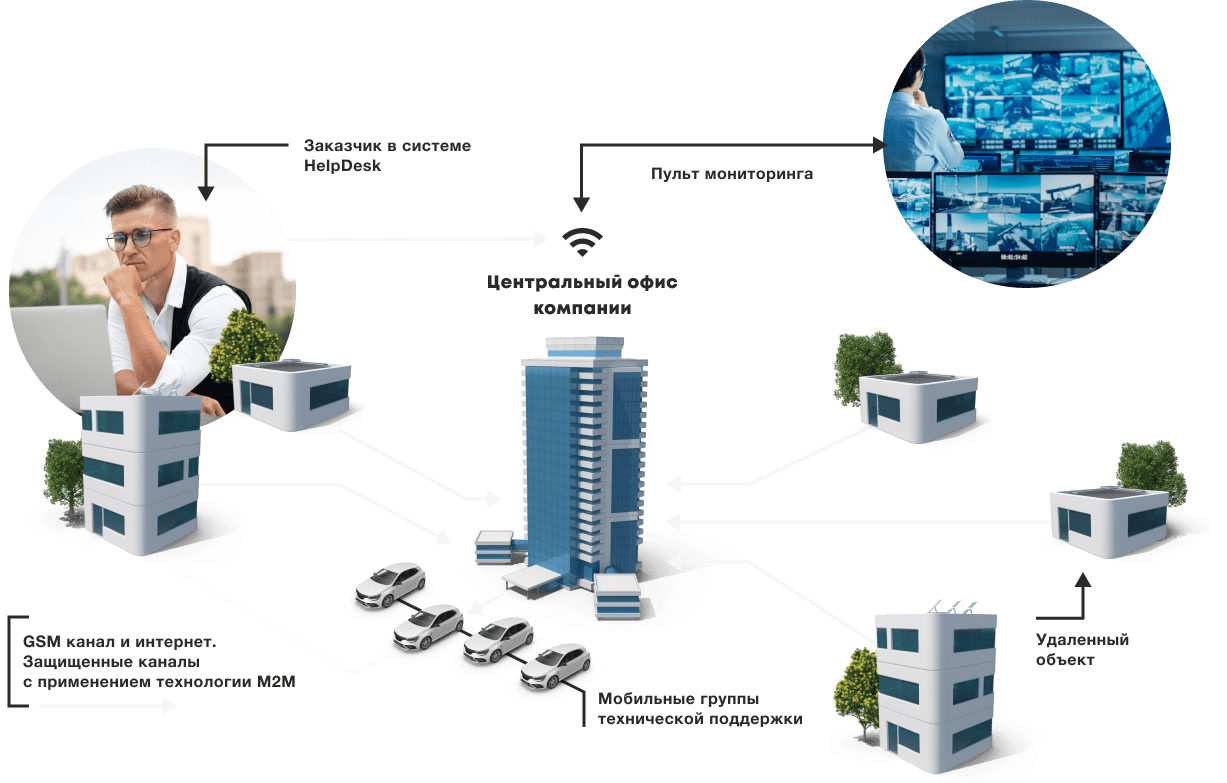 Заказчик в системе
HelpDesk
Пульт мониторинга
Центральный офис
компании
GSM канал и интернет.
Защищенные каналы
с применением технологии M2M
Удаленный
объект
Мобильные группы
технической поддержки